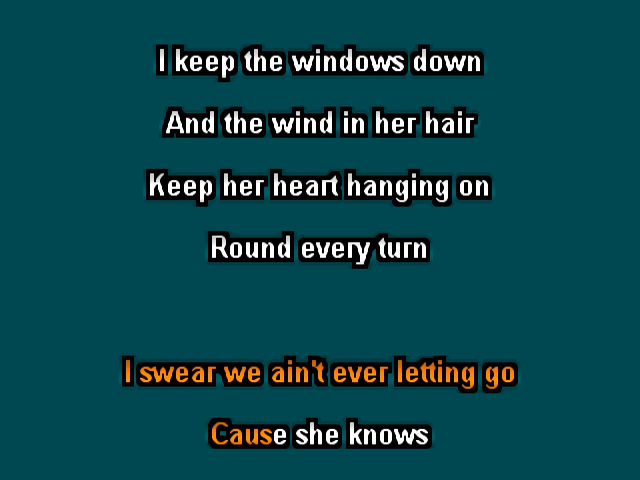 I keep the windows down
And the wind in her hair
Keep her heart hanging on
Round every turn
I swear we ain't ever letting go
Cause she knows